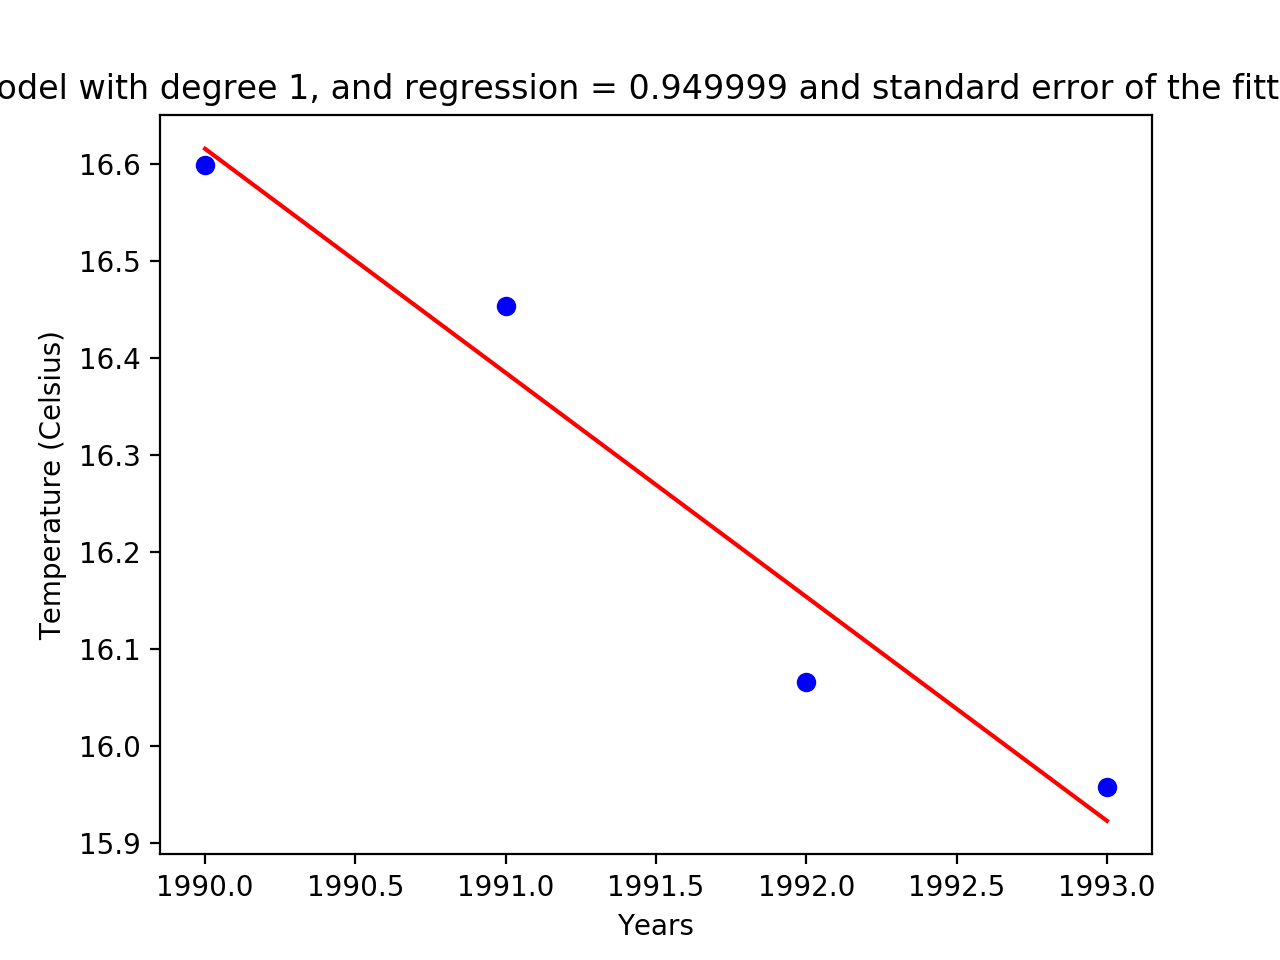 odel with degree 1, and regression = 0.949999 and standard error of the fitt
16.6
16.5
16.4
16.3
16.2
16.1
16.0
15.9
Temperature (Celsius)
1990.0 1990.5 1991.0 1991.5 1992.0 1992.5 1993.0
Years